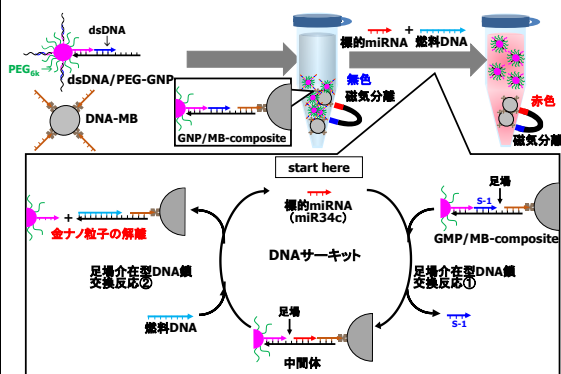 dsDNA
PEG6k
dsDNA/PEG-GNP
DNA-MB
GNP/MB-composite
無色
磁気分離
標的miRNA + 燃料DNA
赤色
磁気分離
start here
標的miRNA
(miR34c)
DNAサーキット
足場
S-1
GMP/MB-composite
足場介在型DNA鎖
交換反応①
S-1
足場
中間体
燃料DNA
足場介在型DNA鎖
交換反応②
+
金ナノ粒子の解離